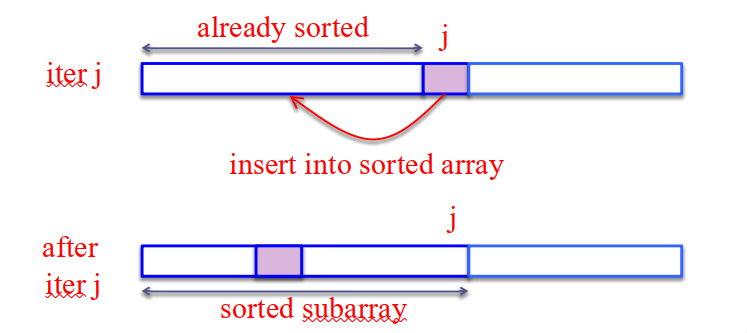 already sorted
j
iter j
insert into sorted array
j
after
iter j
sorted subarray